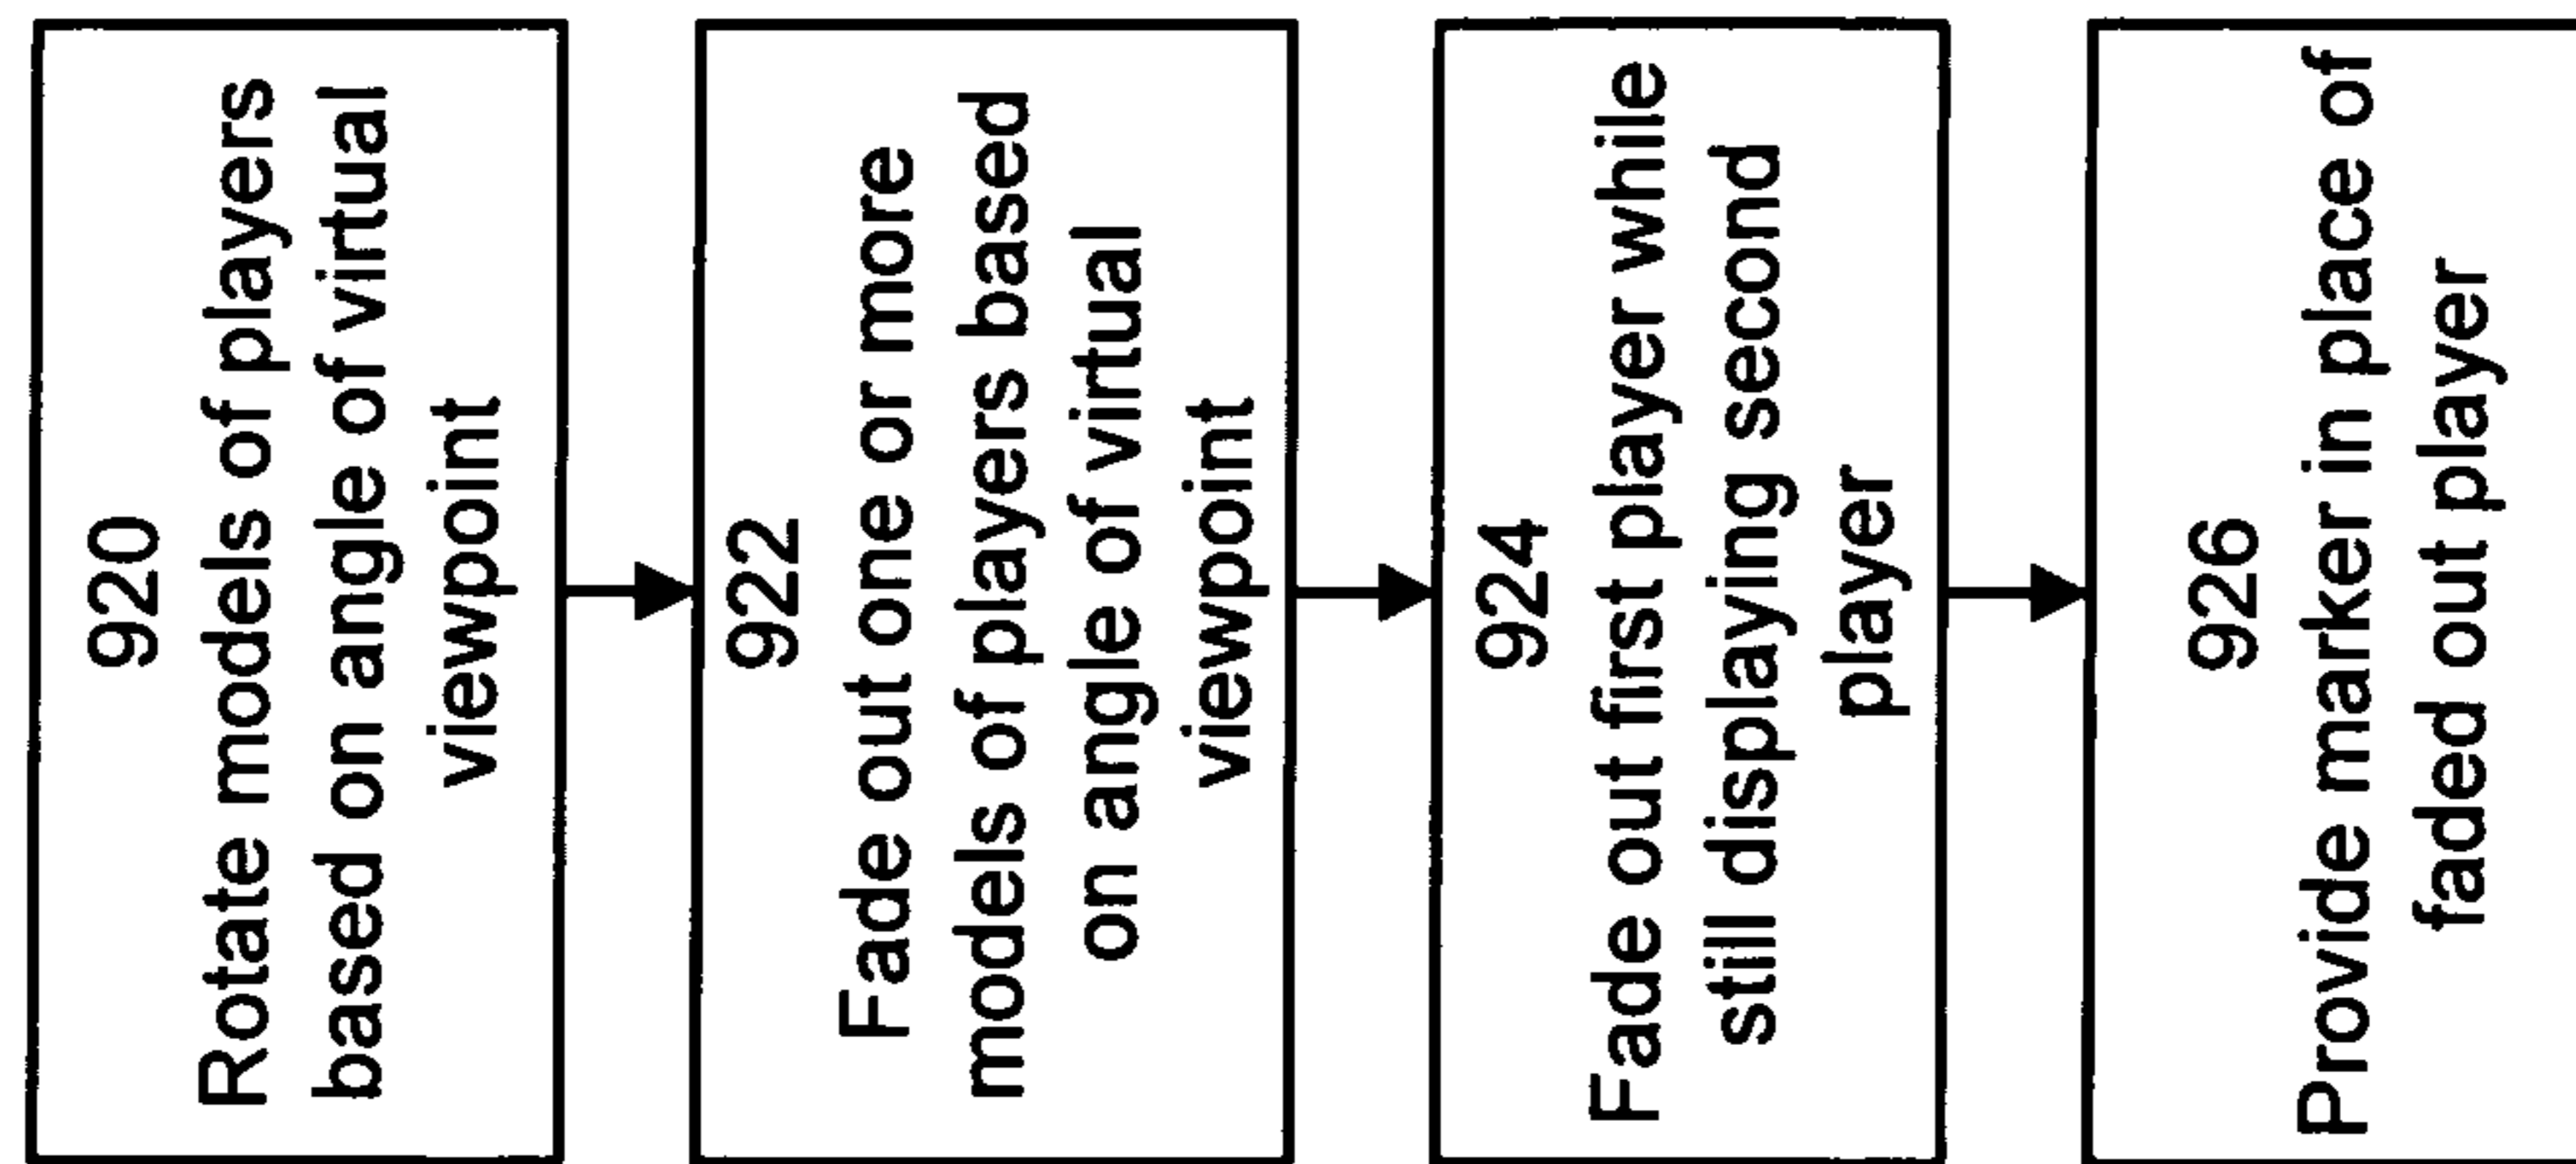 920
Rotate models of players
based on angle of virtual
viewpoint
922
Fade out one or more
models of players based
on angle of virtual
viewpoint
924
Fade out first player while
still displaying second
player
926
Provide marker in place of
faded out player